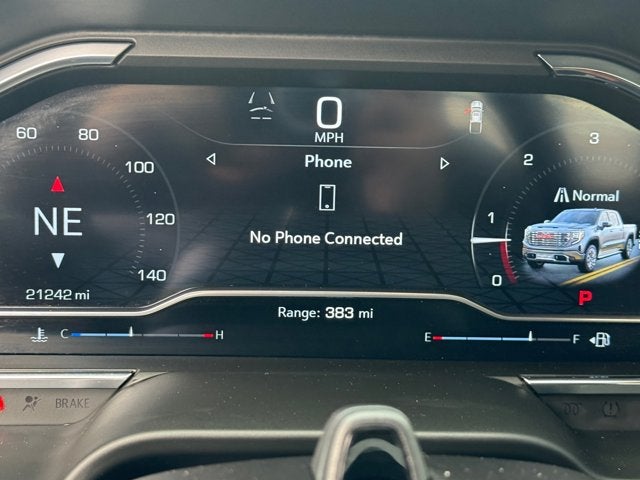 0
MPH
Phone
No Phone Connected
60
80
100
120
140
NE
21242 mi
3
2
1
0
Normal
P
Range: 383 mi
C
H
E
F
BRAKE